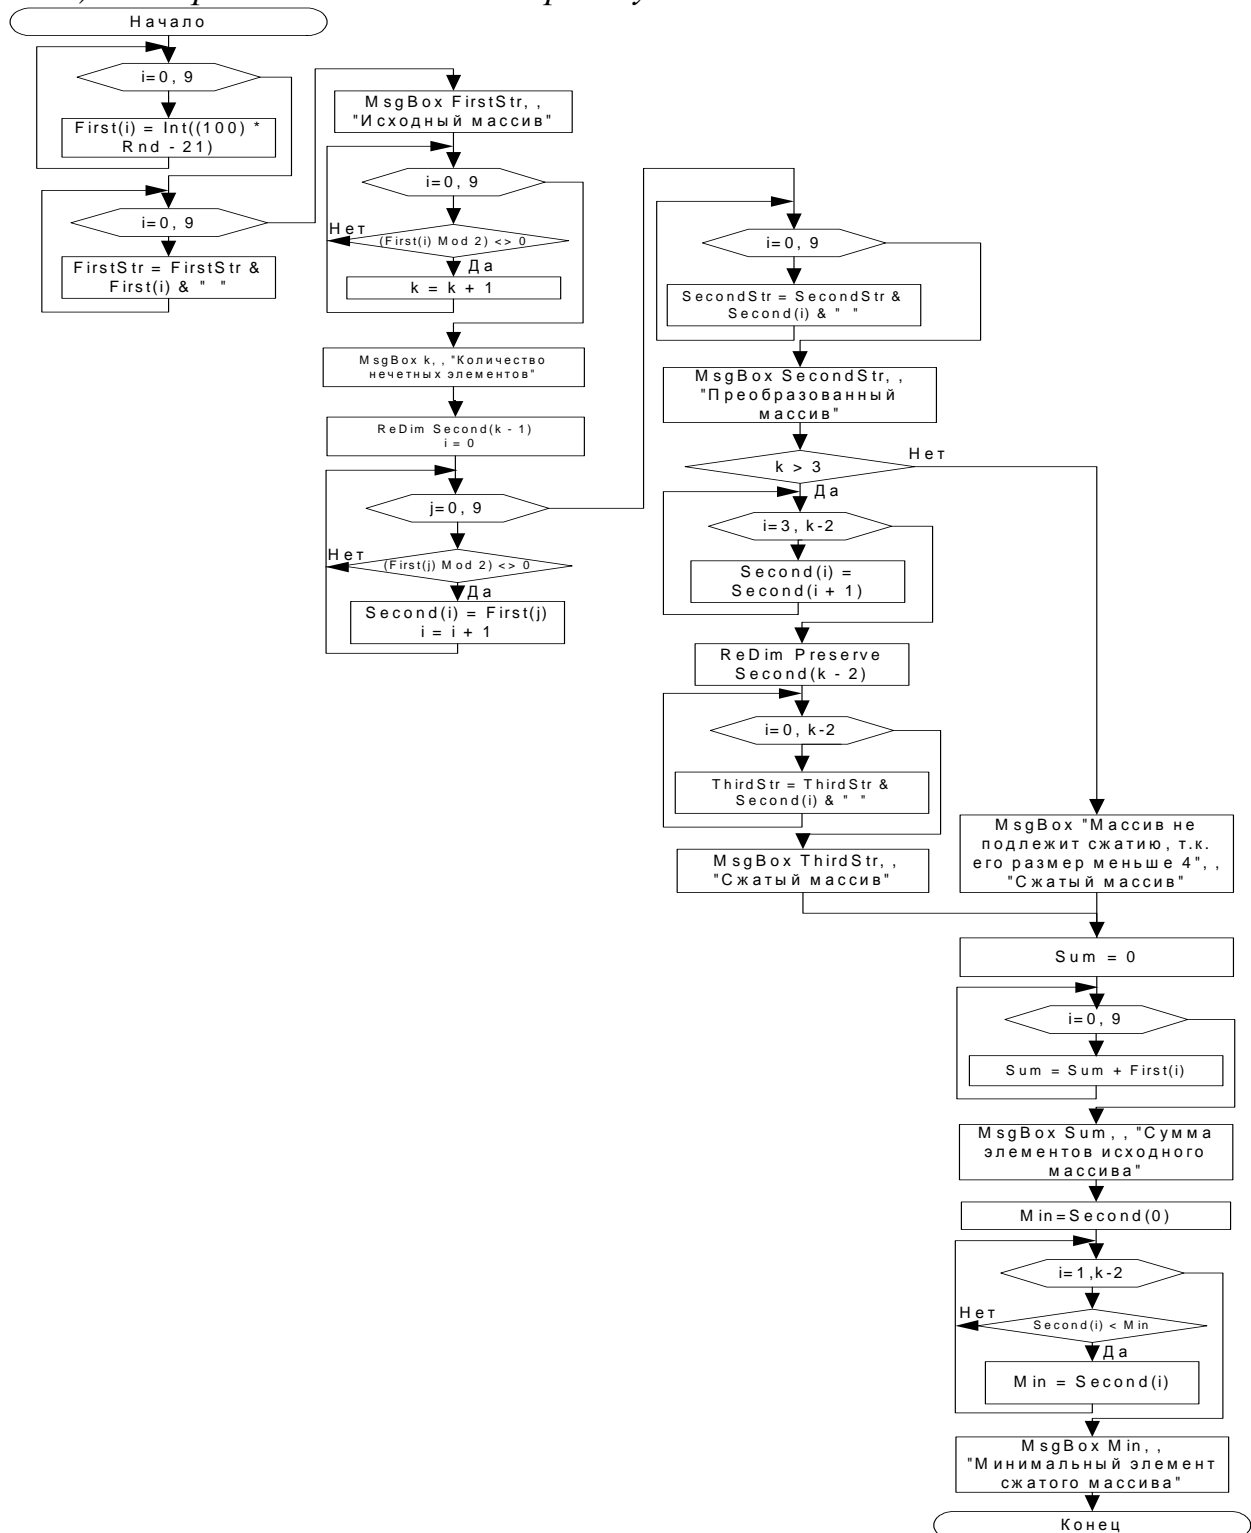 Начало
i=0, 9
First(i) = Int((100) *
Rnd - 21)
i=0, 9
FirstStr = FirstStr &
First(i) & " "
MsgBox FirstStr, ,
"Исходный массив"
i=0, 9
Нет
(First(i) Mod 2) <> 0
Да
k = k + 1
MsgBox k, , "Количество
нечетных элементов"
ReDim Second(k - 1)
i = 0
j=0, 9
Нет
(First(j) Mod 2) <> 0
Да
Second(i) = First(j)
i = i + 1
i=0, 9
SecondStr = SecondStr &
Second(i) & " "
MsgBox SecondStr, ,
"Преобразованный
массив"
k > 3
Нет
Да
i=3, k-2
Second(i) =
Second(i + 1)
ReDim Preserve
Second(k - 2)
i=0, k-2
ThirdStr = ThirdStr &
Second(i) & " "
MsgBox ThirdStr, ,
"Сжатый массив"
MsgBox "Массив не
подлежит сжатию, т.к.
его размер меньше 4", ,
"Сжатый массив"
Sum = 0
i=0, 9
Sum = Sum + First(i)
MsgBox Sum, , "Сумма
элементов исходного
массива"
Min=Second(0)
i=1,k-2
Нет
Second(i) < Min
Да
Min = Second(i)
MsgBox Min, ,
"Минимальный элемент
сжатого массива"
Конец